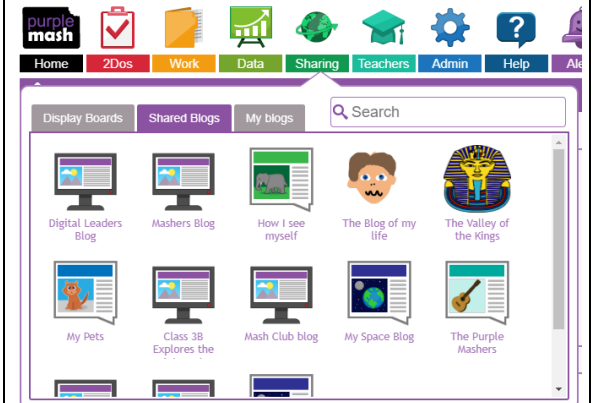 purple
mash
Home 2Dos Work Data Sharing Teachers Admin Help Ale
Display Boards Shared Blogs My blogs Search
Digital Leaders Blog
Mashers Blog
How I see myself
The Blog of my life
The Valley of the Kings
My Pets
Class 3B Explores the
Mash Club blog
My Space Blog
The Purple Mashers